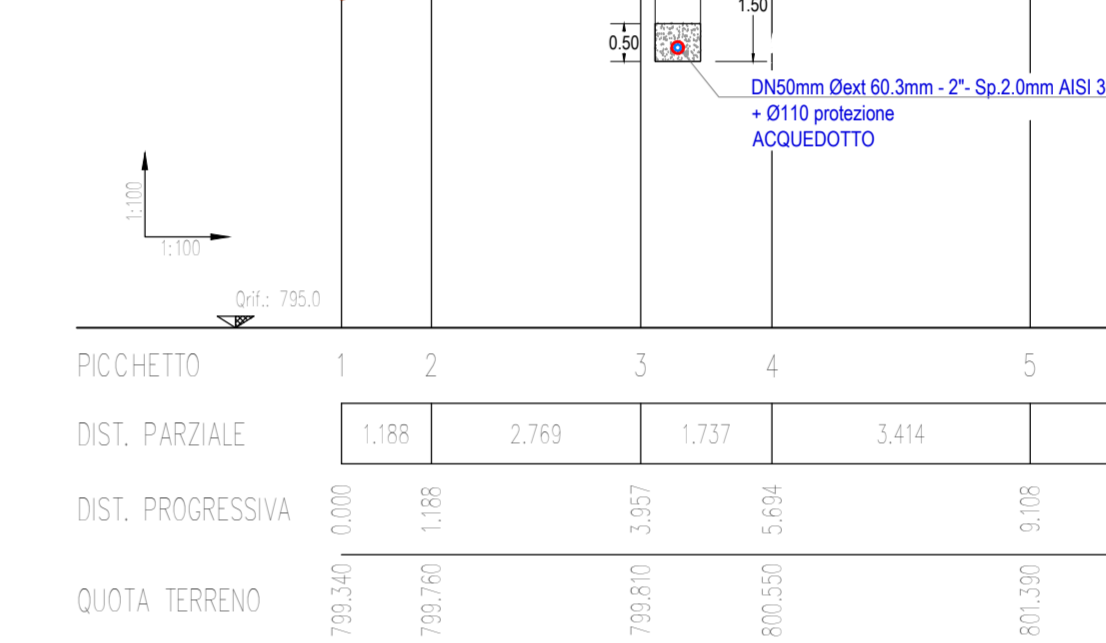 1.50
0.50
DN50mm Øext 60.3mm - 2"- Sp.2.0mm AISI 3
+ Ø110 protezione
ACQUEDOTTO
1:100
1:100
Qrif.: 795.0
PICCHETTO 1 2 3 4 5
DIST. PARZIALE 1.188 2.769 1.737 3.414
DIST. PROGRESSIVA 0.000 1.188 3.957 5.694 9.108
QUOTA TERRENO 799.340 799.760 799.810 800.550 801.390